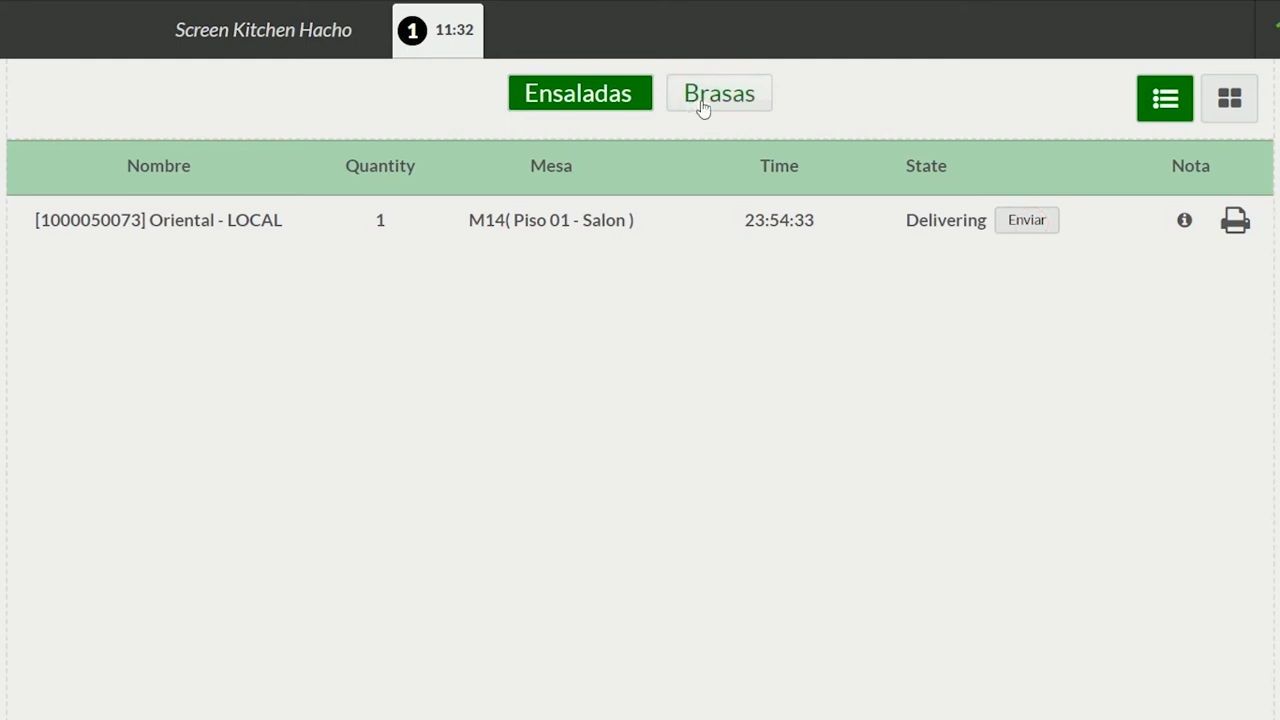 Screen Kitchen Hacho 1 11:32
Ensaladas Brasas
Nombre Quantity Mesa Time State Nota
[1000050073] Oriental - LOCAL 1 M14( Piso 01 - Salon ) 23:54:33 Delivering Enviar